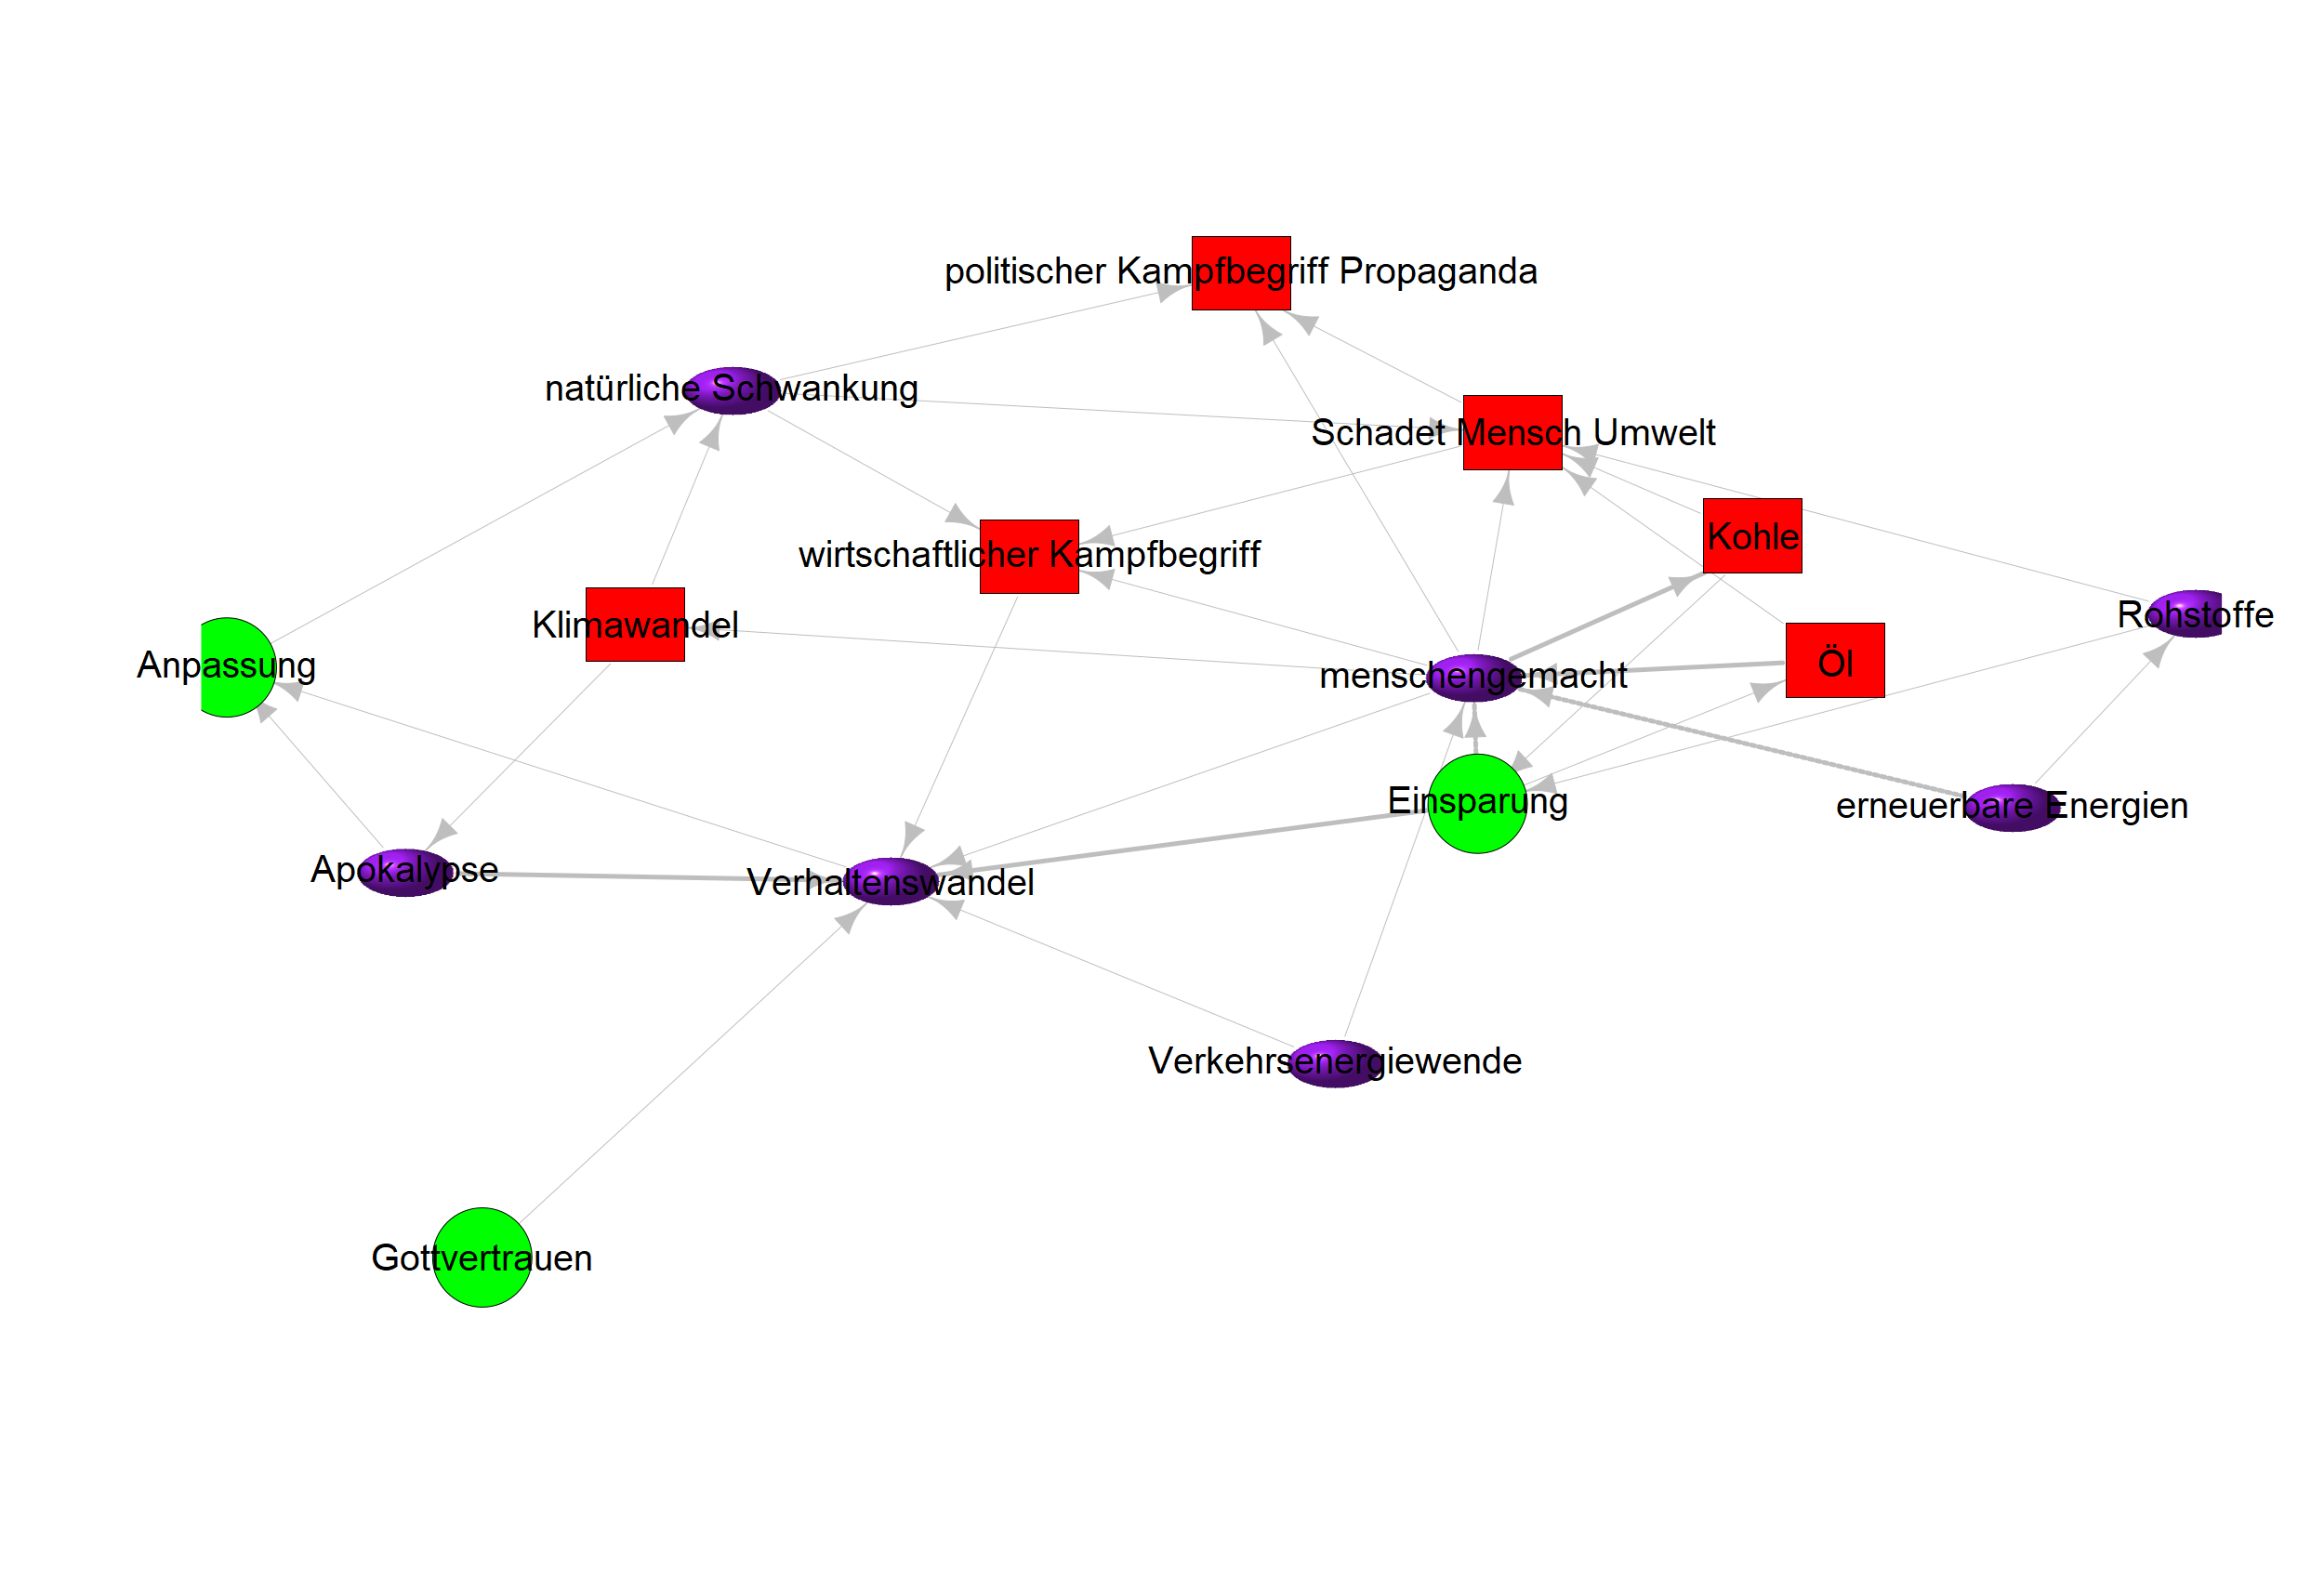 politischer Kampfbegriff Propaganda
natürliche Schwankung
Schadet Mensch Umwelt
Kohle
wirtschaftlicher Kampfbegriff
Rohstoffe
Klimawandel
Anpassung
Öl
menschengemacht
Einsparung
erneuerbare Energien
Apokalypse
Verhaltenswandel
Verkehrsenergiewende
Gottvertrauen